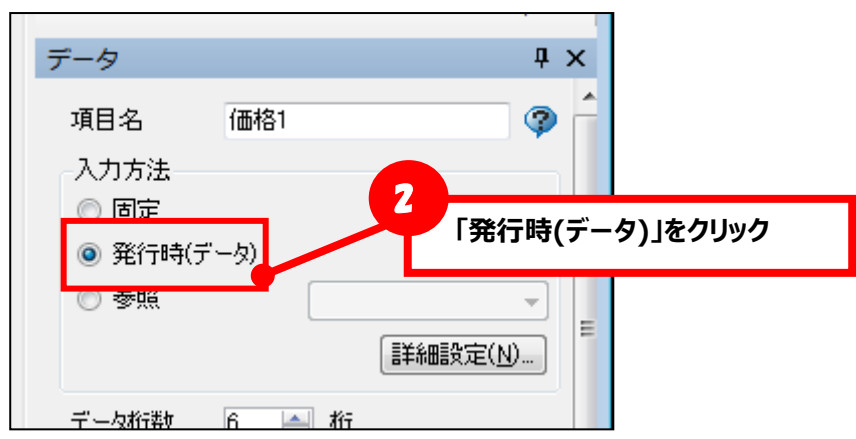 データ
項目名 価格1
入力方法
固定
2
「発行時(データ)」をクリック
発行時(データ)
参照
詳細設定(N)...
データ桁数 6 桁